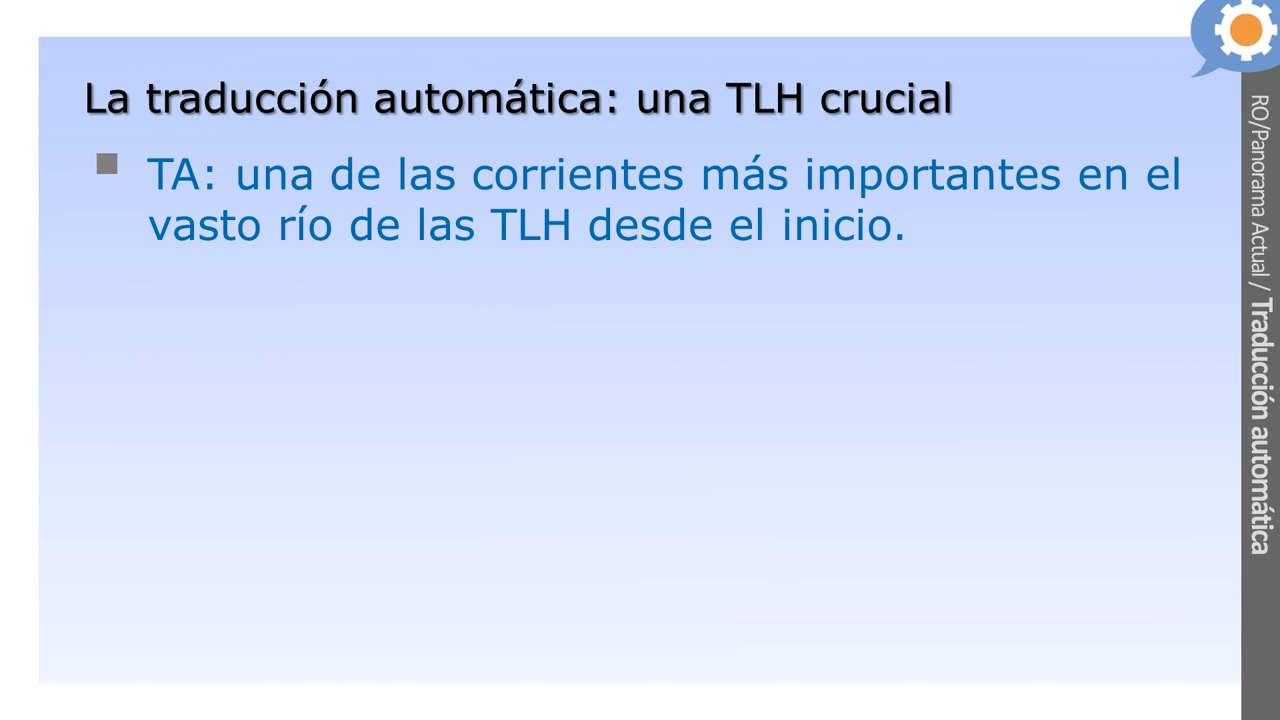 La traducción automática: una TLH crucial
TA: una de las corrientes más importantes en el
vasto río de las TLH desde el inicio.
RO/Panorama Actual / Traducción automática